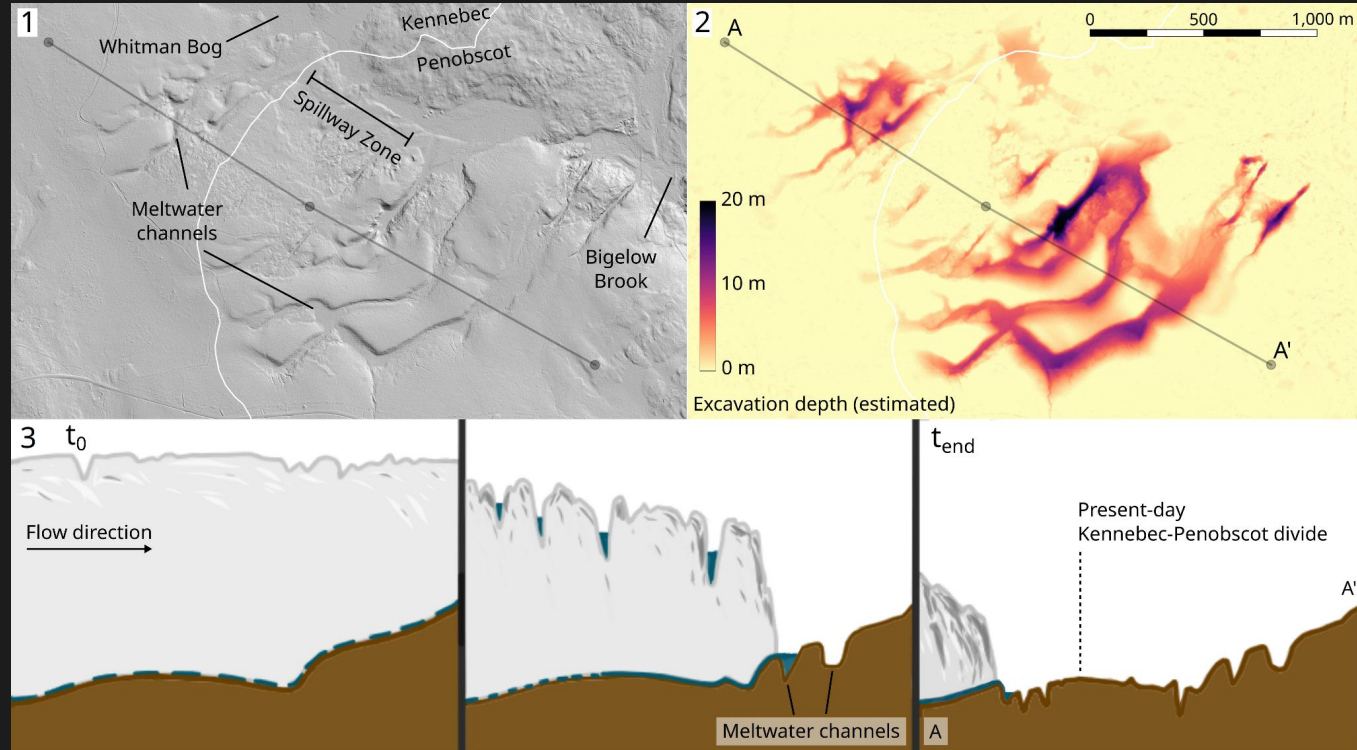 1
Whitman Bog
Kennebec
Penobscot
Spillway Zone
Meltwater
channels
Bigelow
Brook
2
A
0 500 1,000 m
20 m
10 m
0 m
A'
Excavation depth (estimated)
3 t0
Flow direction
Meltwater channels
tend
Present-day
Kennebec-Penobscot divide
A'
A